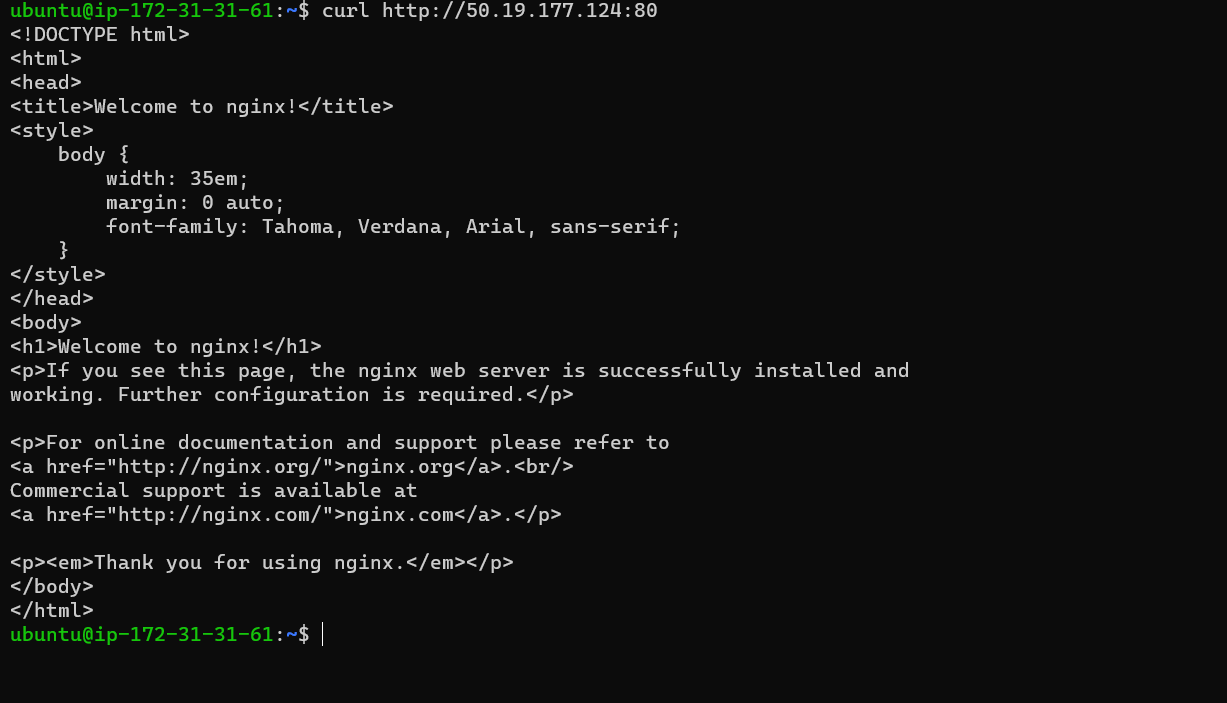 ubuntu@ip-172-31-31-61:~$ curl http://50.19.177.124:80
<!DOCTYPE html>
<html>
<head>
<title>Welcome to nginx!</title>
<style>
    body {
        width: 35em;
        margin: 0 auto;
        font-family: Tahoma, Verdana, Arial, sans-serif;
    }
</style>
</head>
<body>
<h1>Welcome to nginx!</h1>
<p>If you see this page, the nginx web server is successfully installed and
working. Further configuration is required.</p>

<p>For online documentation and support please refer to
<a href="http://nginx.org/">nginx.org</a>.<br/>
Commercial support is available at
<a href="http://nginx.com/">nginx.com</a>.</p>

<p><em>Thank you for using nginx.</em></p>
</body>
</html>
ubuntu@ip-172-31-31-61:~$